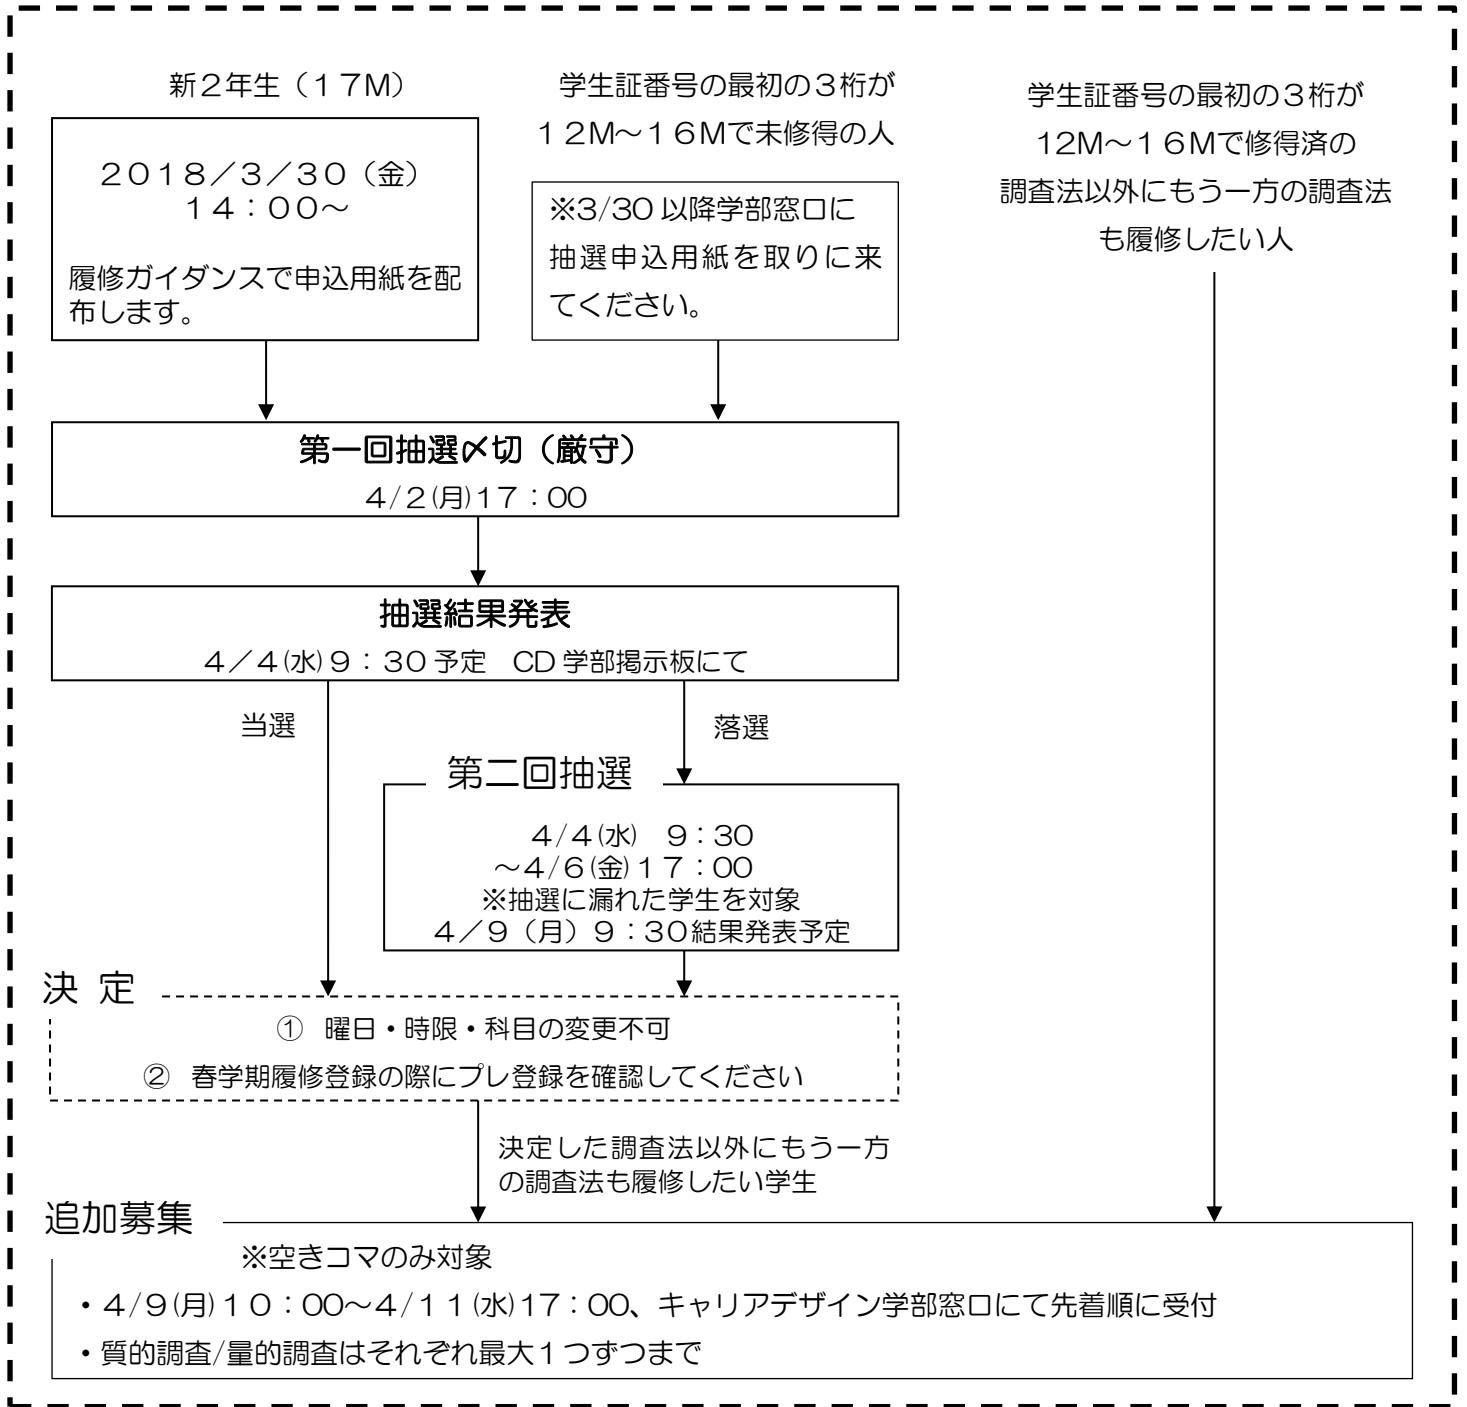 新２年生（１７Ｍ）
２０１８／３／３０（金）
１４：００～
履修ガイダンスで申込用紙を配
布します。
学生証番号の最初の３桁が
１２Ｍ～１６Ｍで未修得の人
※3/30 以降学部窓口に
抽選申込用紙を取りに来
てください。
学生証番号の最初の３桁が
12Ｍ～１６Ｍで修得済の
調査法以外にもう一方の調査法
も履修したい人
第一回抽選〆切（厳守）
４/２(月)１７：００
抽選結果発表
４／４(水)９：３０予定　CD 学部掲示板にて
当選
落選
第二回抽選
４/４(水)　９：３０
～４/６(金)１７：００
※抽選に漏れた学生を対象
４／９（月）９：３０結果発表予定
決 定
① 曜日・時限・科目の変更不可
② 春学期履修登録の際にプレ登録を確認してください
決定した調査法以外にもう一方
の調査法も履修したい学生
追加募集
※空きコマのみ対象
・４/９(月)１０：００～４/１１(水)１７：００、キャリアデザイン学部窓口にて先着順に受付
・質的調査/量的調査はそれぞれ最大１つずつまで